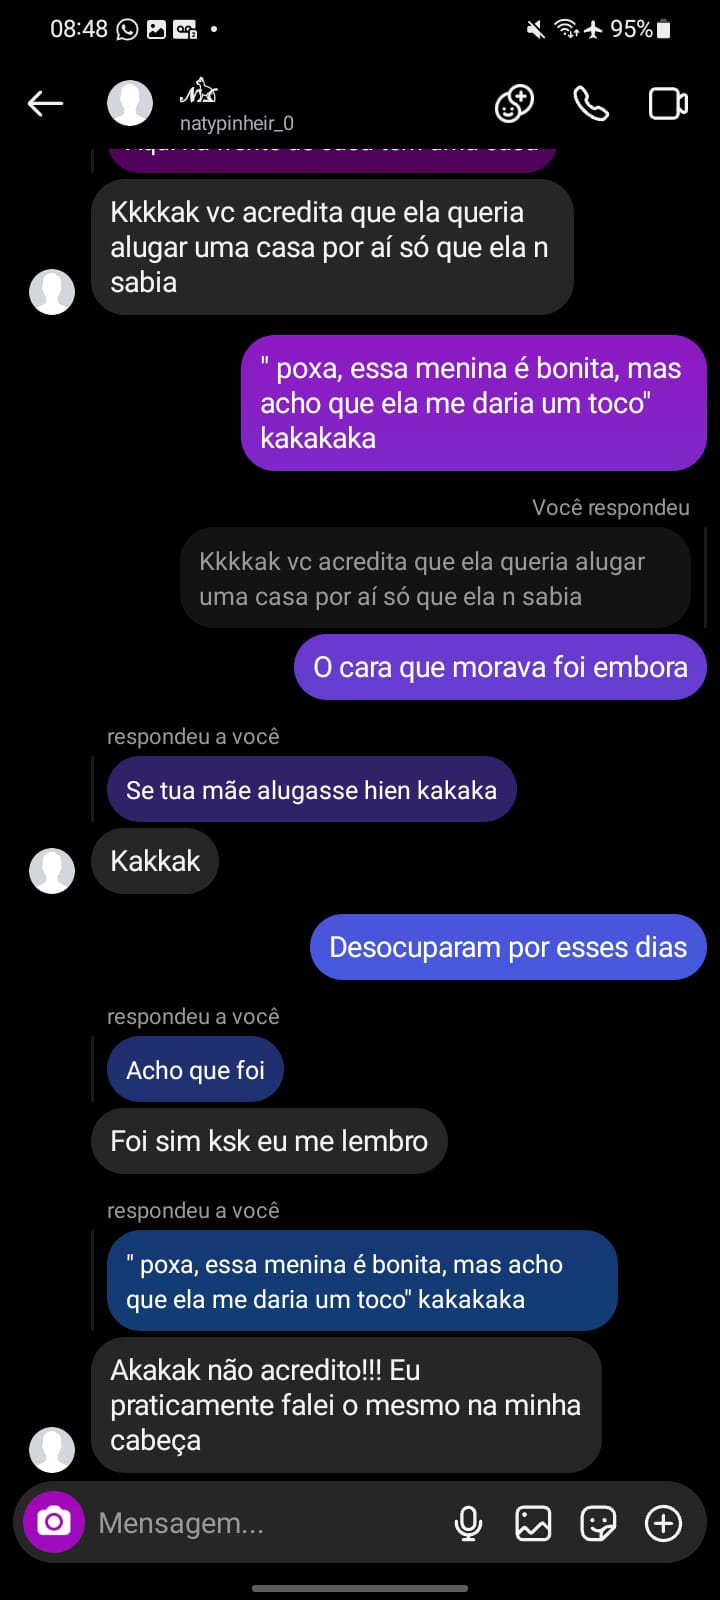 08:48
95%
natypinheir_0
Kkkkak vc acredita que ela queria
alugar uma casa por aí só que ela n
sabia
" poxa, essa menina é bonita, mas
acho que ela me daria um toco"
kakakaka
Você respondeu
Kkkkak vc acredita que ela queria alugar
uma casa por aí só que ela n sabia
O cara que morava foi embora
respondeu a você
Se tua mãe alugasse hien kakaka
Kakkak
Desocuparam por esses dias
respondeu a você
Acho que foi
Foi sim ksk eu me lembro
respondeu a você
" poxa, essa menina é bonita, mas acho
que ela me daria um toco" kakakaka
Akakak não acredito!!! Eu
praticamente falei o mesmo na minha
cabeça
Mensagem...